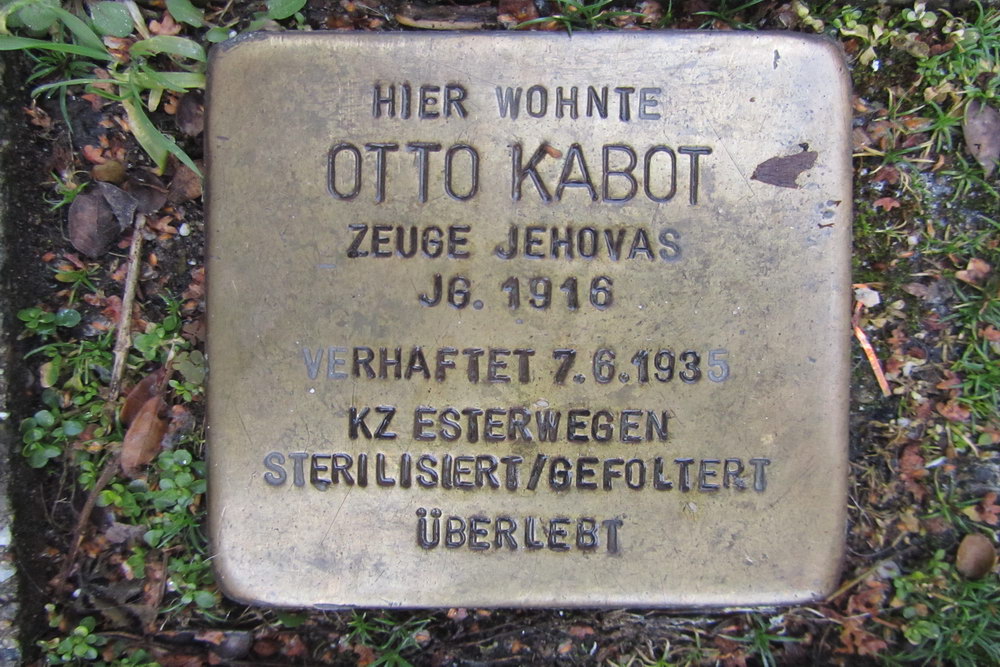 HIER WOHNTE
OTTO KABOT
ZEUGE JEHOVAS
JG. 1916
VERHAFTET 7.6.1935
KZ ESTERWEGEN
STERILISIERT/GEFOLTERT
ÜBERLEBT